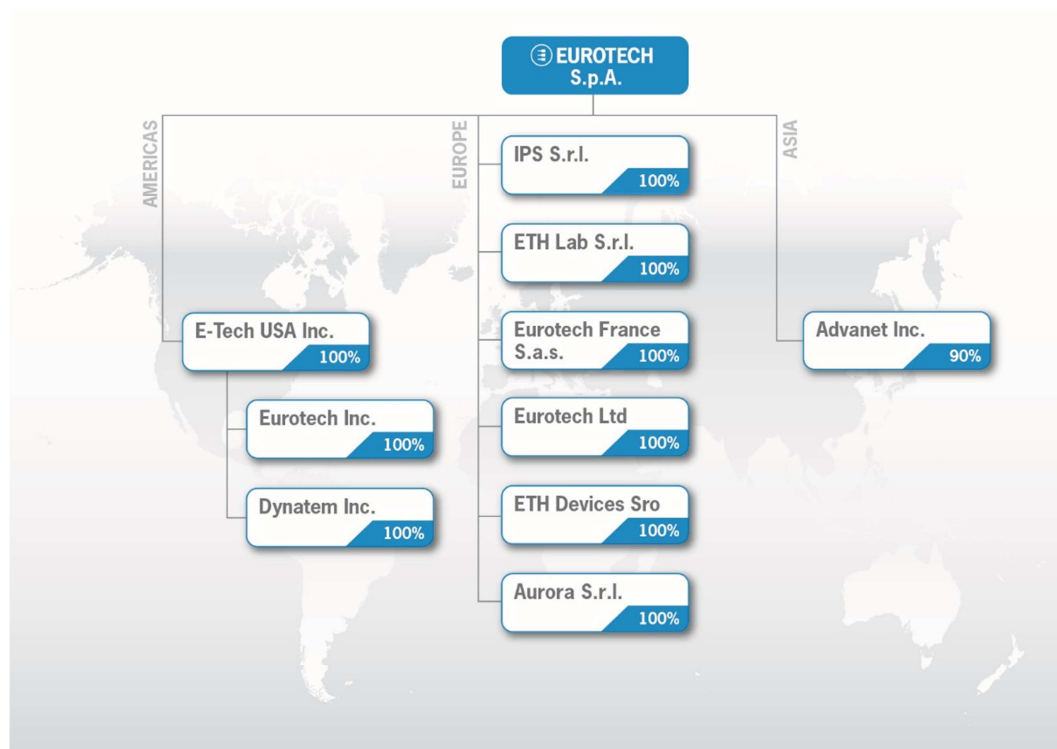 EUROTECH
S.p.A.
AMERICAS
EUROPE
ASIA
IPS S.r.l.
100%
ETH Lab S.r.l.
100%
E-Tech USA Inc.
100%
Eurotech France
S.a.s.
100%
Advanet Inc.
90%
Eurotech Inc.
100%
Eurotech Ltd
100%
Dynatem Inc.
100%
ETH Devices Sro
100%
Aurora S.r.l.
100%